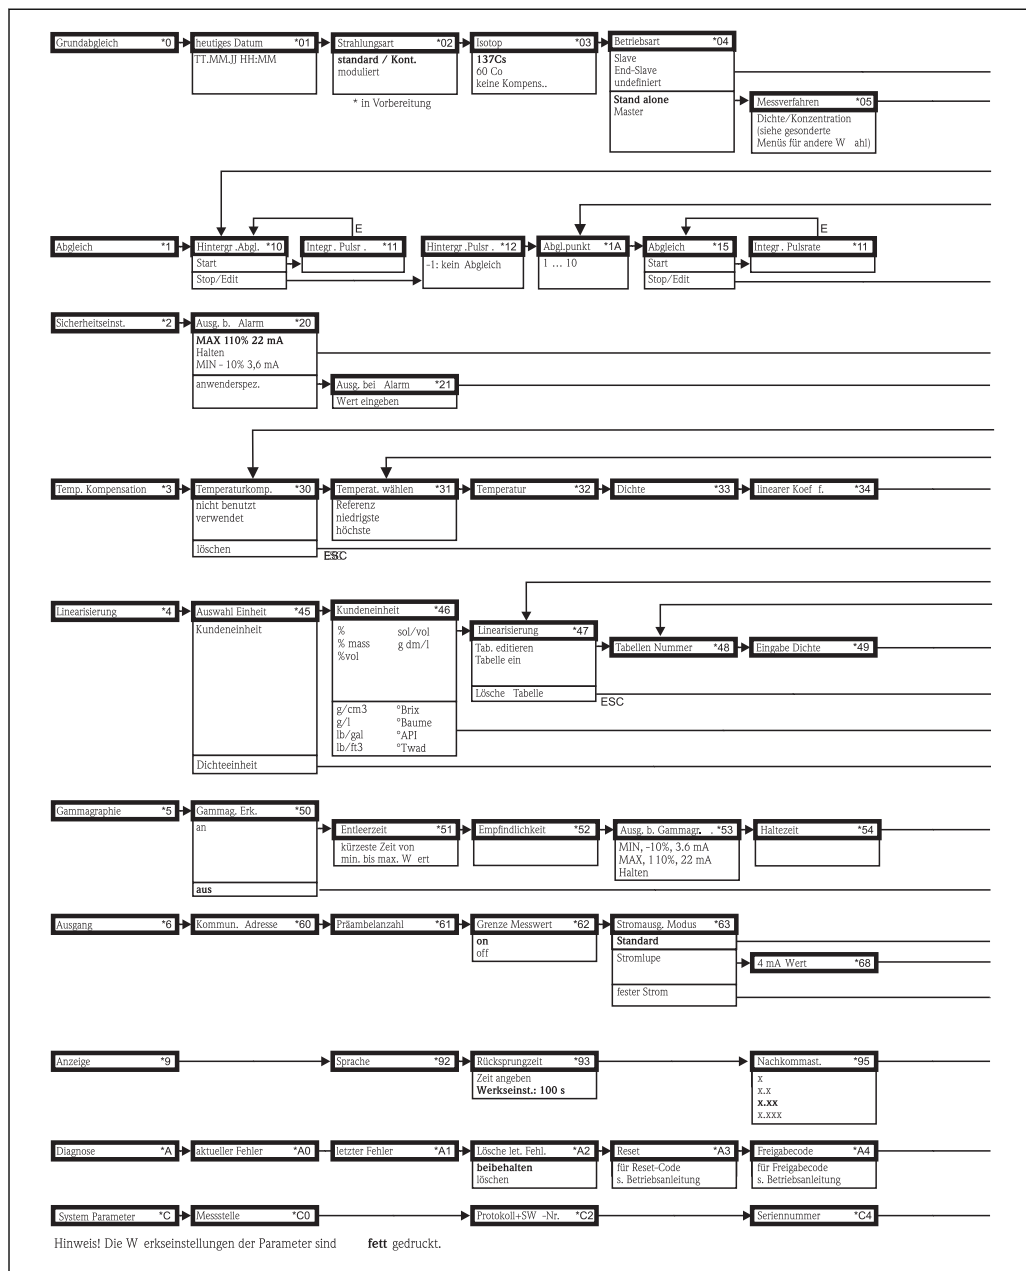 Grundabgleich *0
heutiges Datum *01
TT.MM.JJ HH:MM
Strahlungsart *02
standard / Kont.
moduliert
* in Vorbereitung
Isotop *03
137Cs
60 Co
keine Kompens..
Betriebsart *04
Slave
End-Slave
undefiniert
Stand alone
Master
Messverfahren *05
Dichte/Konzentration
(siehe gesonderte
Menüs für andere W ahl)
Abgleich *1
Hintergr .Abgl. *10
Start
Stop/Edit
E
Integr . Pulsr . *11
Hintergr .Pulsr . *12
-1: kein Abgleich
Abgl.punkt *1A
1 ... 10
Abgleich *15
Start
Stop/Edit
E
Integr . Pulsrate *11
Sicherheitseinst. *2
Ausg. b. Alarm *20
MAX 110% 22 mA
Halten
MIN - 10% 3,6 mA
anwenderspez.
Ausg. bei Alarm *21
Wert eingeben
Temp. Kompensation *3
Temperaturkomp. *30
nicht benutzt
verwendet
löschen
ESC
Temperat. wählen *31
Referenz
niedrigste
höchste
Temperatur *32
Dichte *33
linearer Koef f. *34
Linearisierung *4
Auswahl Einheit *45
Kundeneinheit
Dichteeinheit
Kundeneinheit *46
% sol/vol
% mass g dm/l
%vol
g/cm3 °Brix
g/l °Baume
lb/gal °API
lb/ft3 °Twad
Linearisierung *47
Tab. editieren
Tabelle ein
Lösche Tabelle
ESC
Tabellen Nummer *48
Eingabe Dichte *49
Gammagraphie *5
Gammag. Erk. *50
an
aus
Entleerzeit *51
kürzeste Zeit von
min. bis max. W ert
Empfindlichkeit *52
Ausg. b. Gammagr. . *53
MIN, -10%, 3.6 mA
MAX, 110%, 22 mA
Halten
Haltezeit *54
Ausgang *6
Kommun. Adresse *60
Präambelanzahl *61
Grenze Messwert *62
on
off
Stromausg. Modus *63
Standard
Stromlupe
fester Strom
4 mA Wert *68
Anzeige *9
Sprache *92
Rücksprungzeit *93
Zeit angeben
Werkseinst.: 100 s
Nachkommast. *95
x
x.x
x.xx
x.xxx
Diagnose *A
aktueller Fehler *A0
letzter Fehler *A1
Lösche let. Fehl. *A2
beibehalten
löschen
Reset *A3
für Reset-Code
s. Betriebsanleitung
Freigabecode *A4
für Freigabecode
s. Betriebsanleitung
System Parameter *C
Messstelle *C0
Protokoll+SW -Nr. *C2
Seriennummer *C4
Hinweis! Die W erkseinstellungen der Parameter sind fett gedruckt.